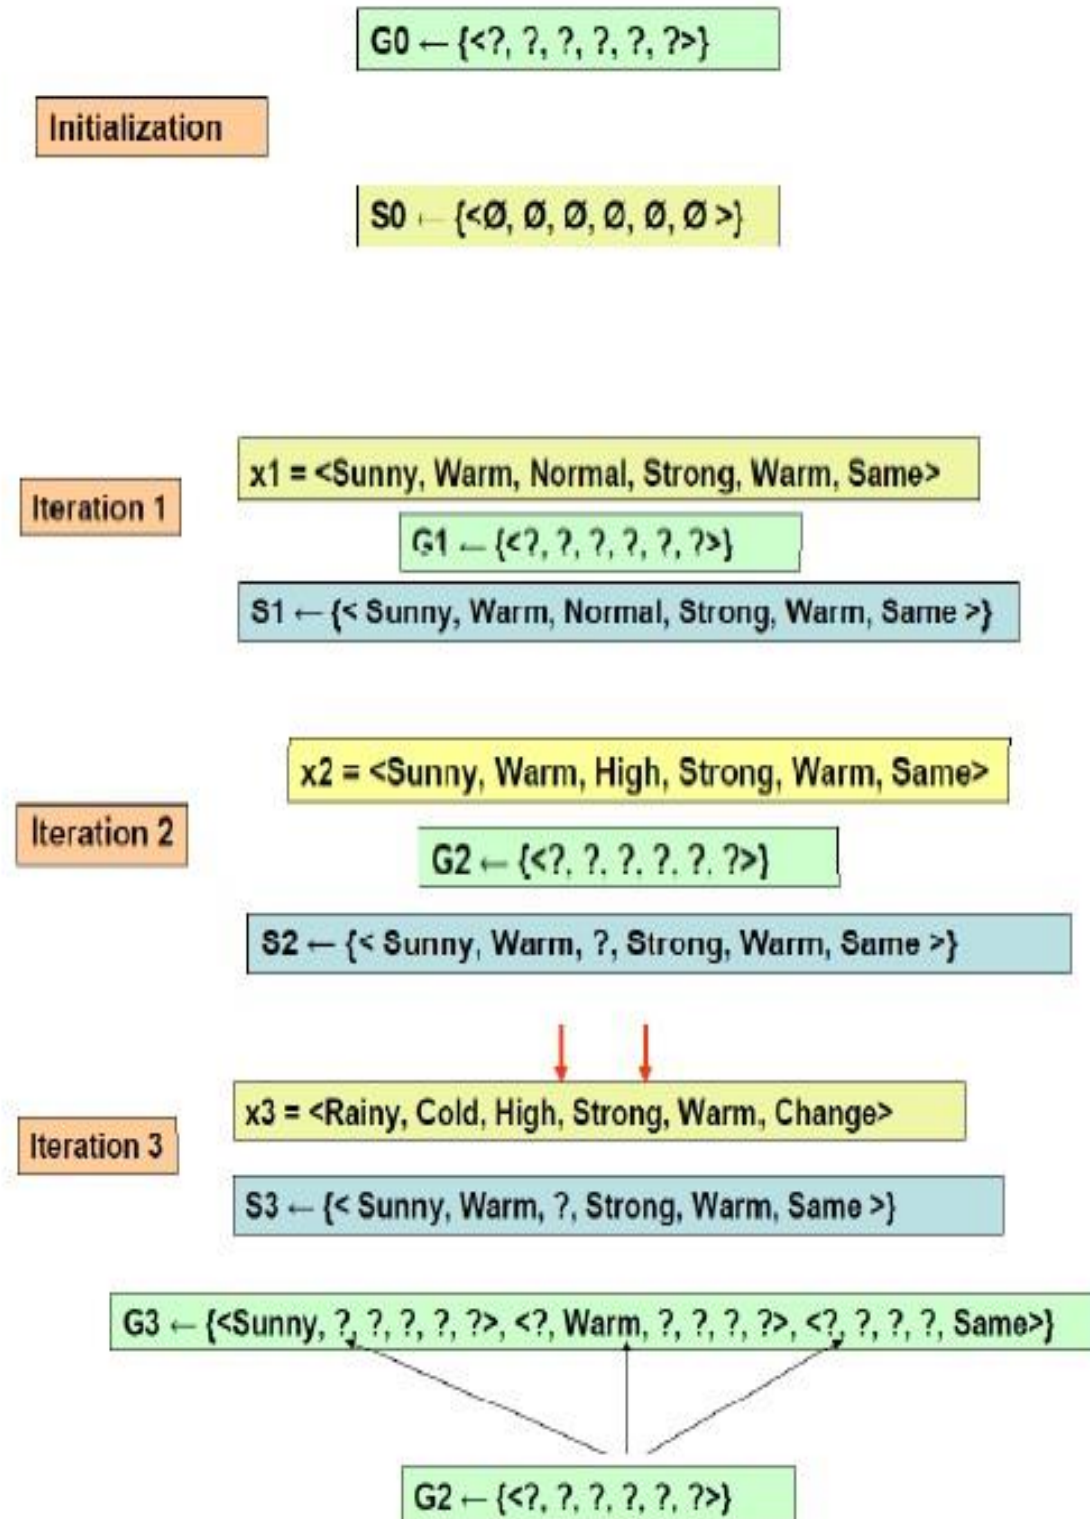 G0 ← {<?, ?, ?, ?, ?, ?>}
Initialization
S0 ← {<Ø, Ø, Ø, Ø, Ø, Ø >}
x1 = <Sunny, Warm, Normal, Strong, Warm, Same>
Iteration 1
G1 ← {<?, ?, ?, ?, ?, ?>}
S1 ← {< Sunny, Warm, Normal, Strong, Warm, Same >}
x2 = <Sunny, Warm, High, Strong, Warm, Same>
Iteration 2
G2 ← {<?, ?, ?, ?, ?, ?>}
S2 ← {< Sunny, Warm, ?, Strong, Warm, Same >}
x3 = <Rainy, Cold, High, Strong, Warm, Change>
Iteration 3
S3 ← {< Sunny, Warm, ?, Strong, Warm, Same >}
G3 ← {<Sunny, ?, ?, ?, ?, ?>, <?, Warm, ?, ?, ?, ?>, <?, ?, ?, ?, Same>}
G2 ← {<?, ?, ?, ?, ?, ?>}